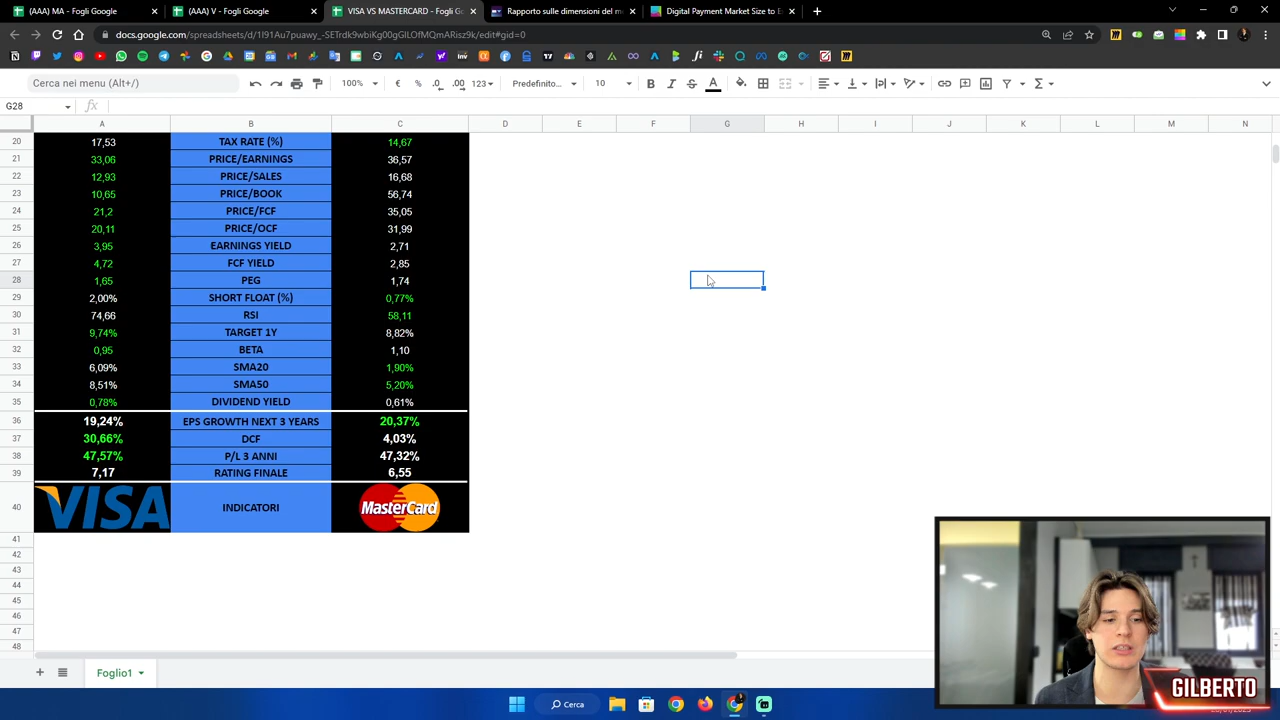 (AAA) MA - Fogli Google
(AAA) V - Fogli Google
VISA VS MASTERCARD - Fogli Go
Rapporto sulle dimensioni del m
Digital Payment Market Size to E
Cerca nei menu (Alt+/)
100%
€ % .0 .00 123
Predefinito...
10
G28
A B C D E F G H I J K L M N
20 17,53 TAX RATE (%) 14,67
21 33,06 PRICE/EARNINGS 36,57
22 12,93 PRICE/SALES 16,68
23 10,65 PRICE/BOOK 56,74
24 21,2 PRICE/FCF 35,05
25 20,11 PRICE/OCF 31,99
26 3,95 EARNINGS YIELD 2,71
27 4,72 FCF YIELD 2,85
28 1,65 PEG 1,74
29 2,00% SHORT FLOAT (%) 0,77%
30 74,66 RSI 58,11
31 9,74% TARGET 1Y 8,82%
32 0,95 BETA 1,10
33 6,09% SMA20 1,90%
34 8,51% SMA50 5,20%
35 0,78% DIVIDEND YIELD 0,61%
36 19,24% EPS GROWTH NEXT 3 YEARS 20,37%
37 30,66% DCF 4,03%
38 47,57% P/L 3 ANNI 47,32%
39 7,17 RATING FINALE 6,55
40 VISA INDICATORI MasterCard
41
42
43
44
45
46
47
48
Foglio1
Cerca
GILBERTO